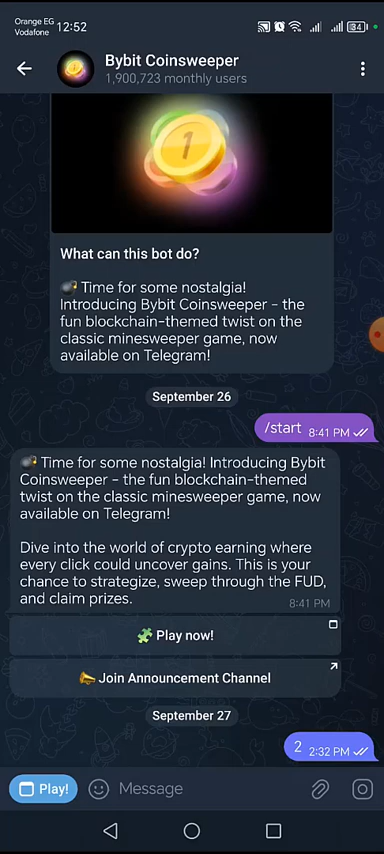 Orange EG
Vodafone 12:52
34
Bybit Coinsweeper
1,900,723 monthly users
1
What can this bot do?
Time for some nostalgia!
Introducing Bybit Coinsweeper – the
fun blockchain-themed twist on the
classic minesweeper game, now
available on Telegram!
September 26
/start 8:41 PM
Time for some nostalgia! Introducing Bybit
Coinsweeper – the fun blockchain-themed
twist on the classic minesweeper game, now
available on Telegram!
Dive into the world of crypto earning where
every click could uncover gains. This is your
chance to strategize, sweep through the FUD,
and claim prizes. 8:41 PM
Play now!
Join Announcement Channel
September 27
2 2:32 PM
Play! Message